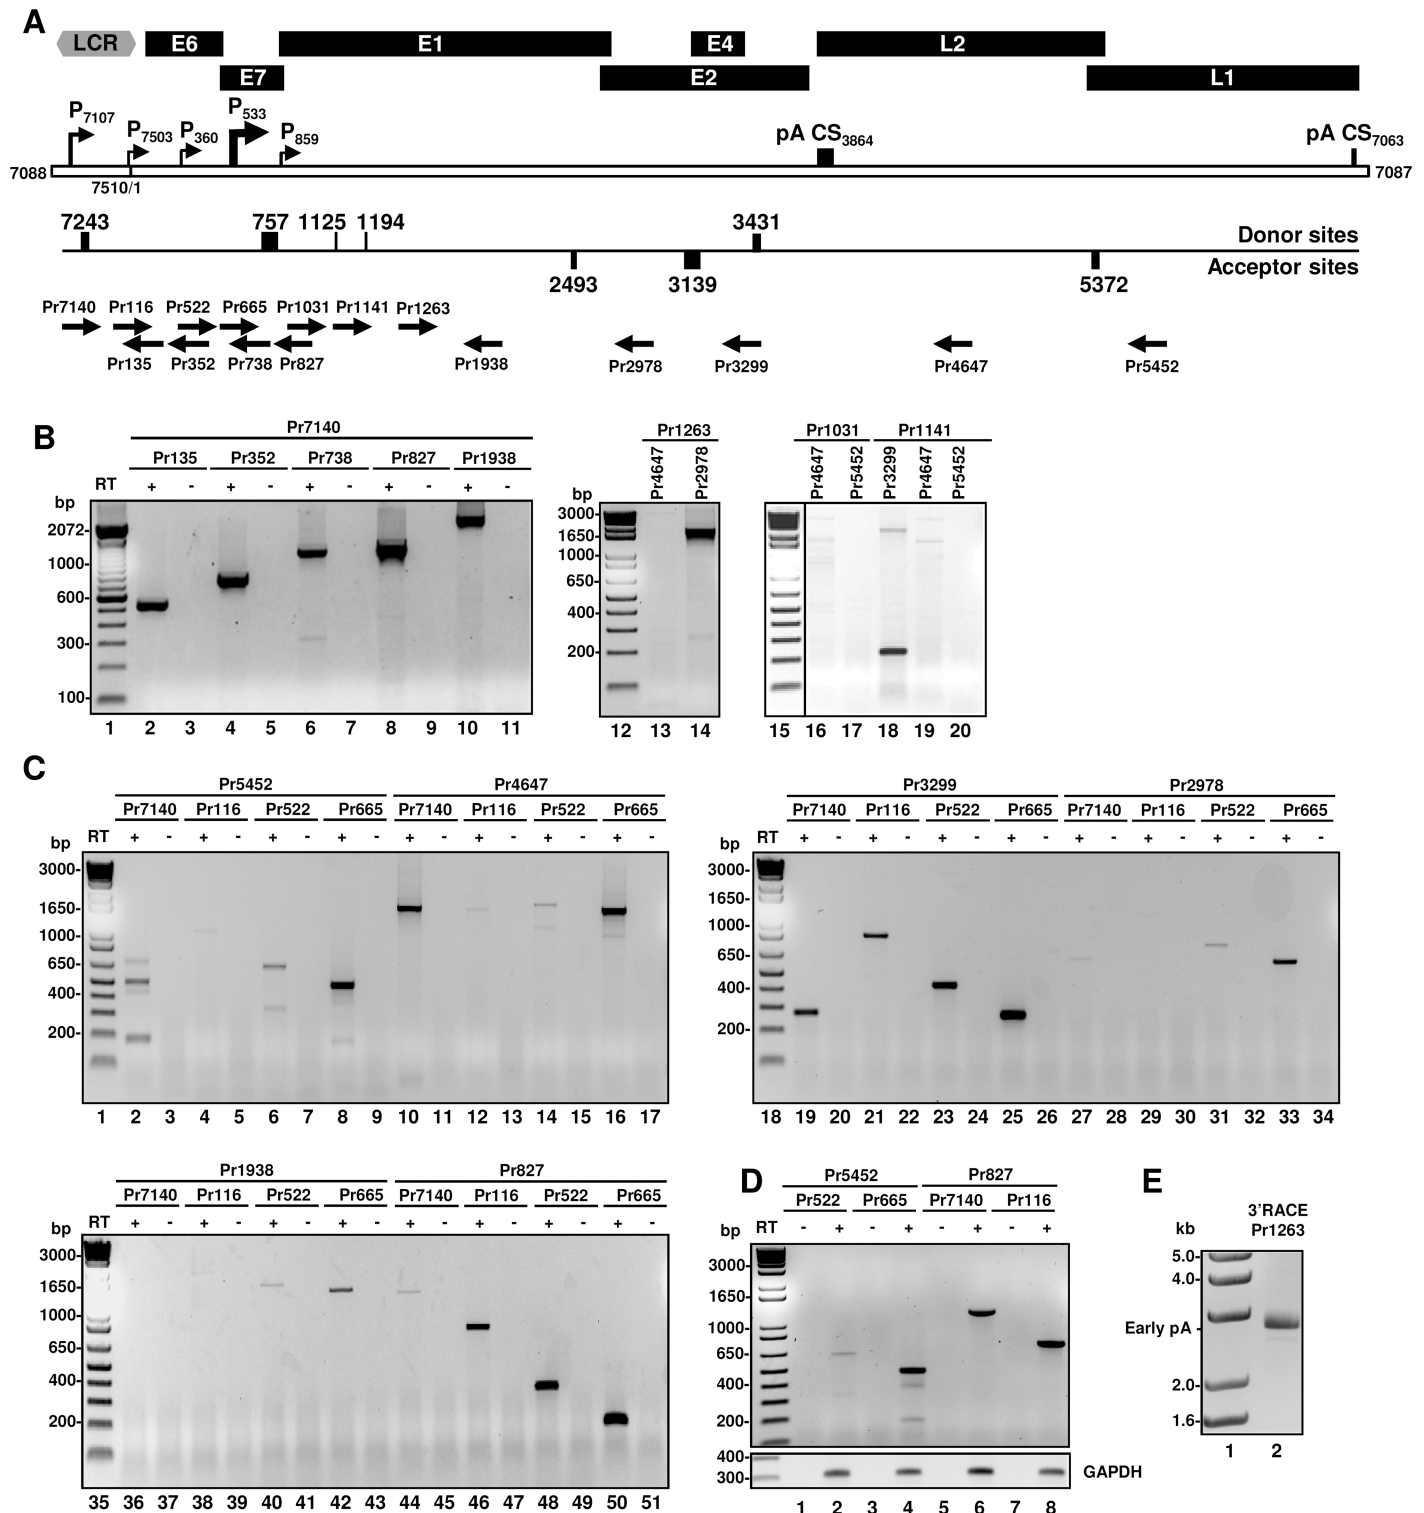 A
LCR E6 E1 E4 L2
E7 E2 L1
P7107 P7503 P360 P533 P859 pA CS3864 pA CS7063
7088 7087
7510/1
7243 757 1125 1194 3431 Donor sites
2493 3139 5372 Acceptor sites
Pr7140 Pr116 Pr522 Pr665 Pr1031 Pr1141 Pr1263
Pr135 Pr352 Pr738 Pr827 Pr1938 Pr2978 Pr3299 Pr4647 Pr5452
B
Pr7140
Pr135 Pr352 Pr738 Pr827 Pr1938
RT + - + - + - + - + -
bp
2072-
1000-
600-
300-
100-
1 2 3 4 5 6 7 8 9 10 11
Pr1263
Pr4647 Pr2978
bp
3000-
1650-
1000-
650-
400-
200-
12 13 14
Pr1031 Pr1141
Pr4647 Pr5452 Pr3299 Pr4647 Pr5452
15 16 17 18 19 20
C
Pr5452 Pr4647
Pr7140 Pr116 Pr522 Pr665 Pr7140 Pr116 Pr522 Pr665
RT + - + - + - + - + - + - + - + -
bp
3000-
1650-
1000-
650-
400-
200-
1 2 3 4 5 6 7 8 9 10 11 12 13 14 15 16 17
Pr3299 Pr2978
Pr7140 Pr116 Pr522 Pr665 Pr7140 Pr116 Pr522 Pr665
RT + - + - + - + - + - + - + - + -
bp
3000-
1650-
1000-
650-
400-
200-
18 19 20 21 22 23 24 25 26 27 28 29 30 31 32 33 34
Pr1938 Pr827
Pr7140 Pr116 Pr522 Pr665 Pr7140 Pr116 Pr522 Pr665
RT + - + - + - + - + - + - + - + -
bp
3000-
1650-
1000-
650-
400-
200-
35 36 37 38 39 40 41 42 43 44 45 46 47 48 49 50 51
D
Pr5452 Pr827
Pr522 Pr665 Pr7140 Pr116
bp RT - + - + - + - +
3000-
1650-
1000-
650-
400-
200-
400-
300-
GAPDH
1 2 3 4 5 6 7 8
E
3'RACE
kb Pr1263
5.0-
4.0-
Early pA -
2.0-
1.6-
1 2